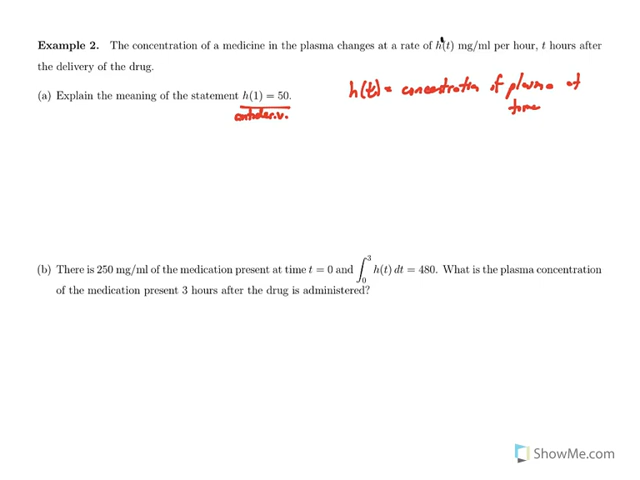 Example 2. The concentration of a medicine in the plasma changes at a rate of h(t) mg/ml per hour, t hours after
the delivery of the drug.
(a) Explain the meaning of the statement h(1) = 50.
h(t) = concentration of plasma at
time
antider.v.
(b) There is 250 mg/ml of the medication present at time t = 0 and ∫₀³ h(t) dt = 480. What is the plasma concentration
of the medication present 3 hours after the drug is administered?
ShowMe.com